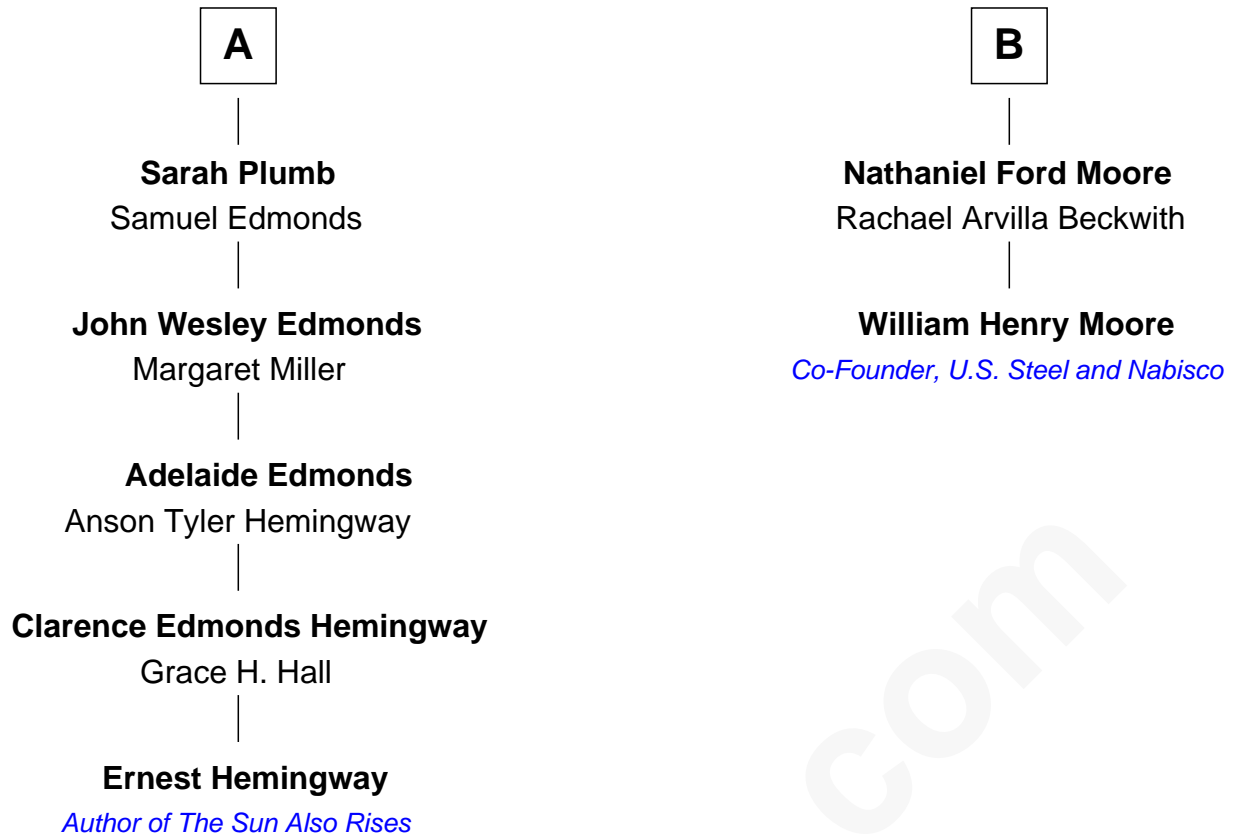 A
Sarah Plumb
Samuel Edmonds
John Wesley Edmonds
Margaret Miller
Adelaide Edmonds
Anson Tyler Hemingway
Clarence Edmonds Hemingway
Grace H. Hall
Ernest Hemingway
Author of The Sun Also Rises
B
Nathaniel Ford Moore
Rachael Arvilla Beckwith
William Henry Moore
Co-Founder, U.S. Steel and Nabisco
com